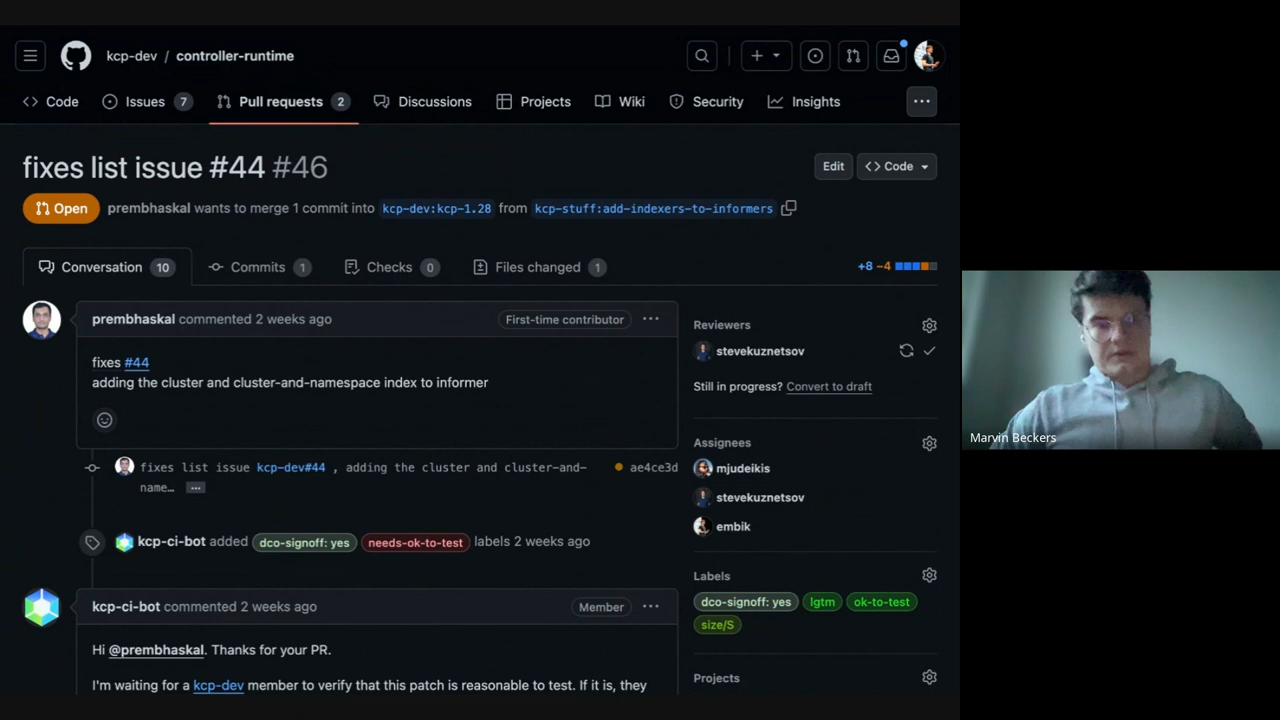 kcp-dev / controller-runtime
Code
Issues 7
Pull requests 2
Discussions
Projects
Wiki
Security
Insights
fixes list issue #44 #46
Edit
<> Code
Open
prembhaskal wants to merge 1 commit into kcp-dev:kcp-1.28 from kcp-stuff:add-indexers-to-informers
Conversation 10
Commits 1
Checks 0
Files changed 1
+8 −4
prembhaskal commented 2 weeks ago
First-time contributor
fixes #44
adding the cluster and cluster-and-namespace index to informer
fixes list issue kcp-dev#44 , adding the cluster and cluster-and-
name… ...
ae4ce3d
kcp-ci-bot added dco-signoff: yes needs-ok-to-test labels 2 weeks ago
kcp-ci-bot commented 2 weeks ago
Member
Hi @prembhaskal. Thanks for your PR.
I'm waiting for a kcp-dev member to verify that this patch is reasonable to test. If it is, they
Reviewers
stevekuznetsov
Still in progress? Convert to draft
Assignees
mjudeikis
stevekuznetsov
embik
Labels
dco-signoff: yes lgtm ok-to-test
size/S
Projects
Marvin Beckers